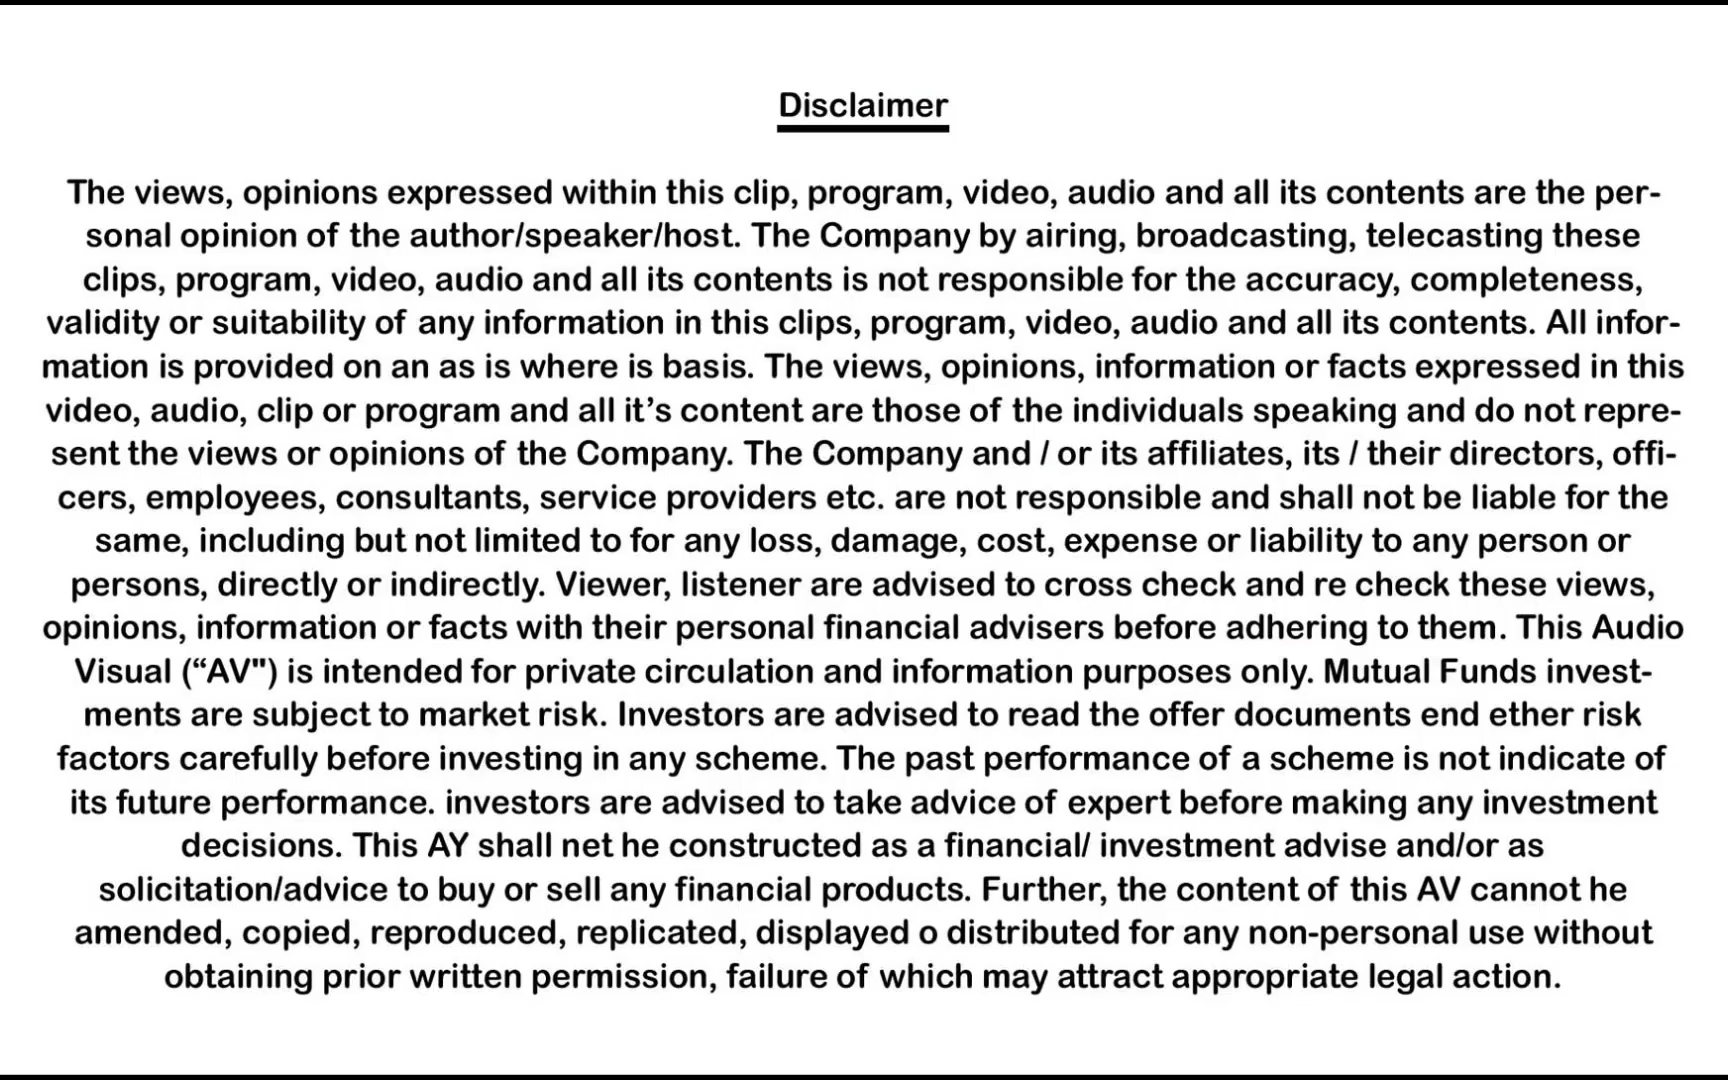 Disclaimer
The views, opinions expressed within this clip, program, video, audio and all its contents are the per-
sonal opinion of the author/speaker/host. The Company by airing, broadcasting, telecasting these
clips, program, video, audio and all its contents is not responsible for the accuracy, completeness,
validity or suitability of any information in this clips, program, video, audio and all its contents. All infor-
mation is provided on an as is where is basis. The views, opinions, information or facts expressed in this
video, audio, clip or program and all it’s content are those of the individuals speaking and do not repre-
sent the views or opinions of the Company. The Company and / or its affiliates, its / their directors, offi-
cers, employees, consultants, service providers etc. are not responsible and shall not be liable for the
same, including but not limited to for any loss, damage, cost, expense or liability to any person or
persons, directly or indirectly. Viewer, listener are advised to cross check and re check these views,
opinions, information or facts with their personal financial advisers before adhering to them. This Audio
Visual (“AV") is intended for private circulation and information purposes only. Mutual Funds invest-
ments are subject to market risk. Investors are advised to read the offer documents end ether risk
factors carefully before investing in any scheme. The past performance of a scheme is not indicate of
its future performance. investors are advised to take advice of expert before making any investment
decisions. This AY shall net he constructed as a financial/ investment advise and/or as
solicitation/advice to buy or sell any financial products. Further, the content of this AV cannot he
amended, copied, reproduced, replicated, displayed o distributed for any non-personal use without
obtaining prior written permission, failure of which may attract appropriate legal action.